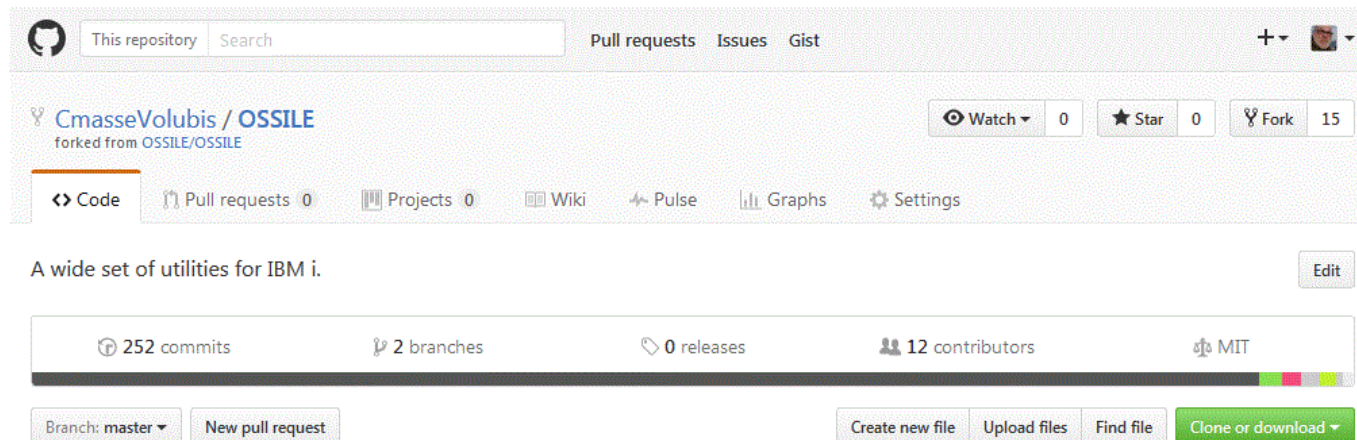 This repository Search Pull requests Issues Gist
CmasseVolubis / OSSILE Watch 0 Star 0 Fork 15
forked from OSSILE/OSSILE
<> Code Pull requests 0 Projects 0 Wiki Pulse Graphs Settings
A wide set of utilities for IBM i. Edit
252 commits 2 branches 0 releases 12 contributors MIT
Branch: master New pull request Create new file Upload files Find file Clone or download